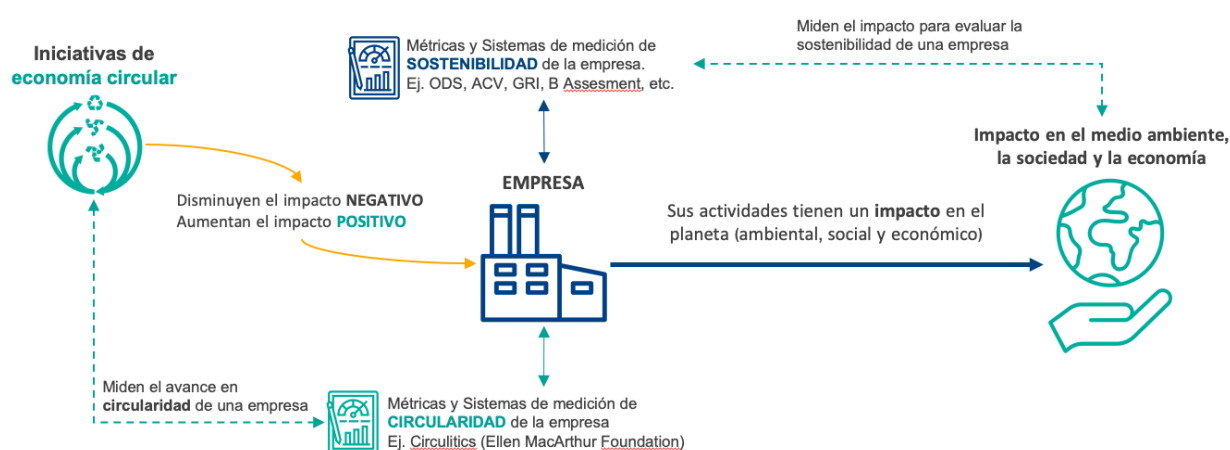 Iniciativas de
economía circular
Métricas y Sistemas de medición de
SOSTENIBILIDAD de la empresa.
Ej. ODS, ACV, GRI, B Assesment, etc.
Miden el impacto para evaluar la
sostenibilidad de una empresa
Impacto en el medio ambiente,
la sociedad y la economía
Disminuyen el impacto NEGATIVO
Aumentan el impacto POSITIVO
EMPRESA
Sus actividades tienen un impacto en el
planeta (ambiental, social y económico)
Miden el avance en
circularidad de una empresa
Métricas y Sistemas de medición de
CIRCULARIDAD de la empresa
Ej. Circulitics (Ellen MacArthur Foundation)